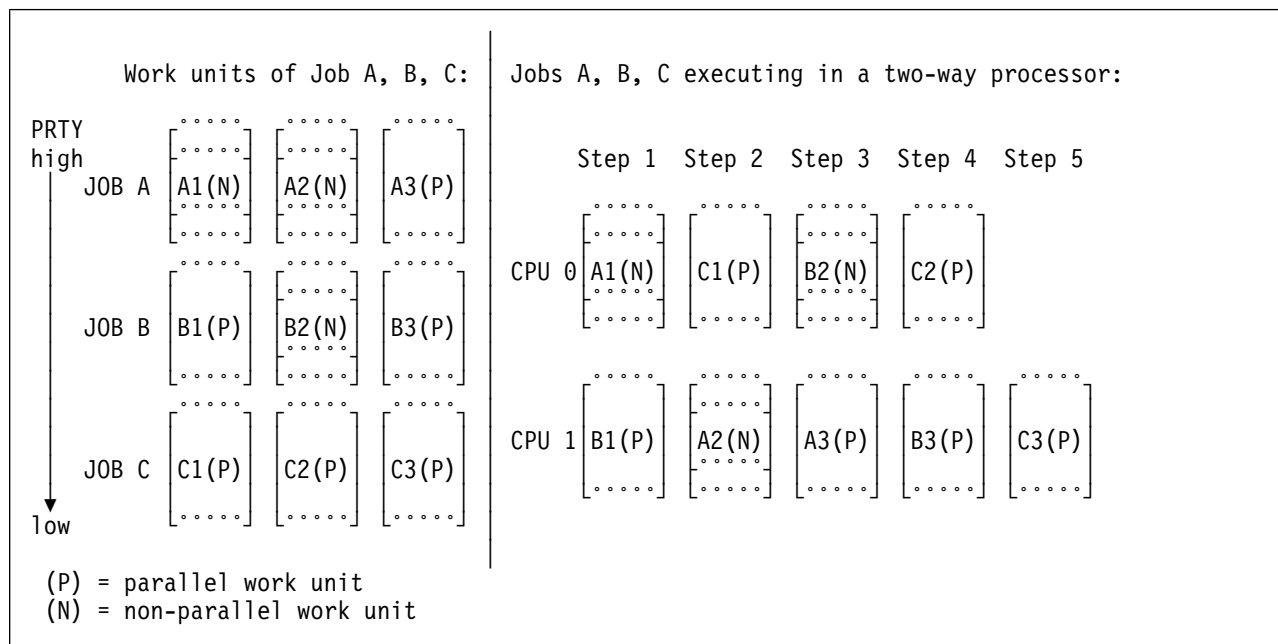 Work units of Job A, B, C:
Jobs A, B, C executing in a two-way processor:
PRTY
high
JOB A A1(N) A2(N) A3(P)
JOB B B1(P) B2(N) B3(P)
JOB C C1(P) C2(P) C3(P)
low
Step 1 Step 2 Step 3 Step 4 Step 5
CPU 0 A1(N) C1(P) B2(N) C2(P)
CPU 1 B1(P) A2(N) A3(P) B3(P) C3(P)
(P) = parallel work unit
(N) = non-parallel work unit